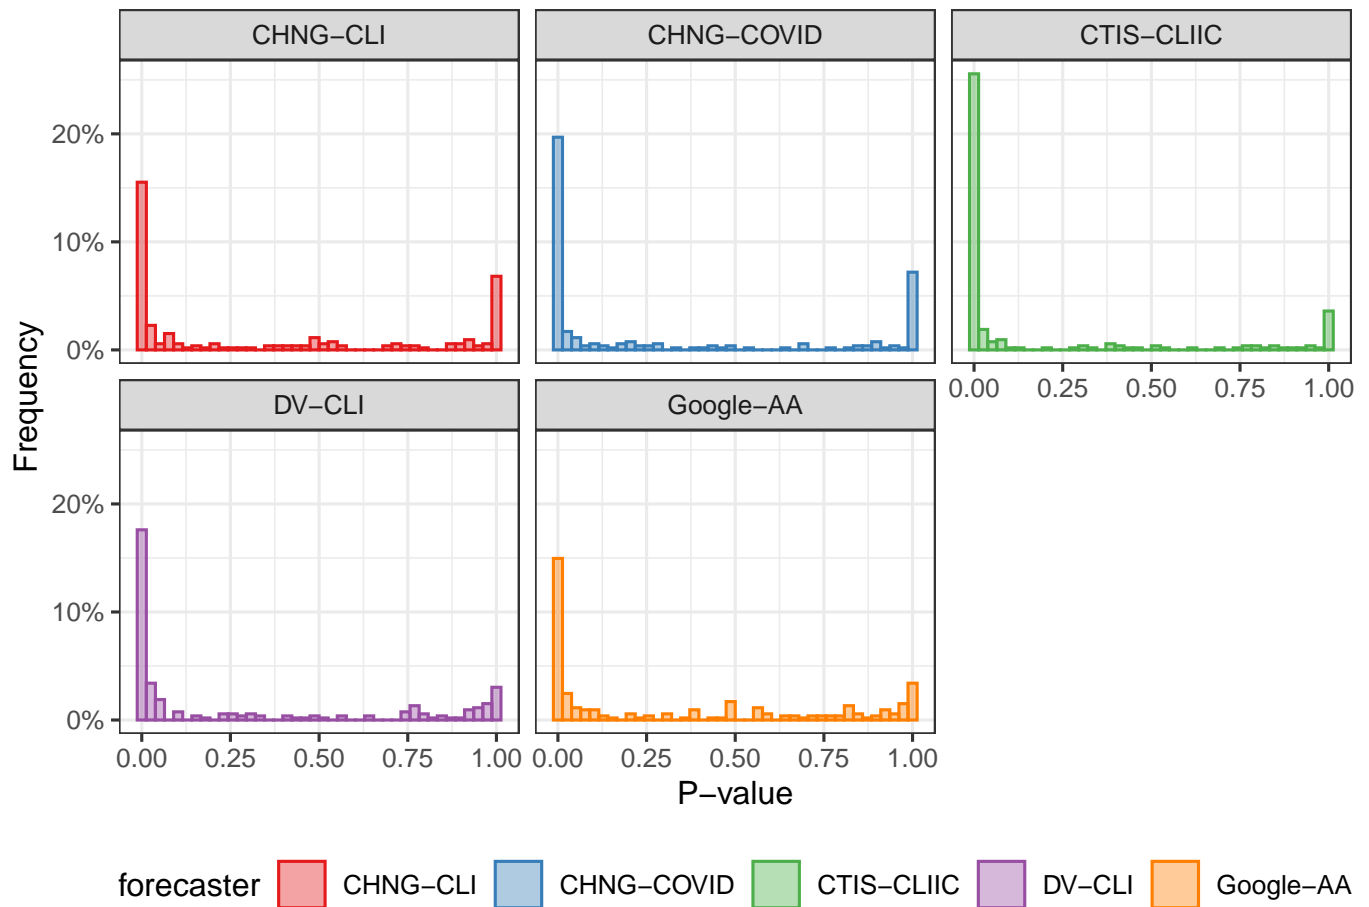 CHNG−CLI CHNG−COVID CTIS−CLIIC
20%
10%
0%
0.00 0.25 0.50 0.75 1.00
DV−CLI Google−AA
20%
10%
0%
0.00 0.25 0.50 0.75 1.00 0.00 0.25 0.50 0.75 1.00
Frequency
P−value
forecaster CHNG−CLI CHNG−COVID CTIS−CLIIC DV−CLI Google−AA